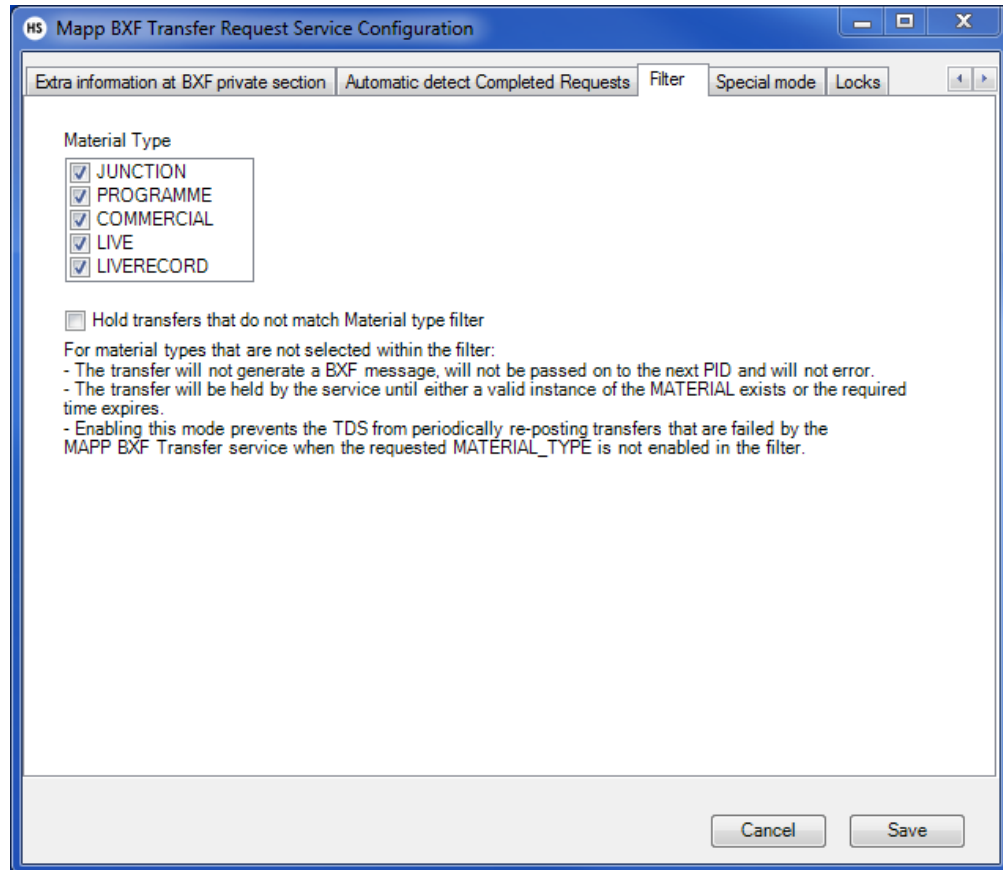 HS Mapp BXF Transfer Request Service Configuration
Extra information at BXF private section Automatic detect Completed Requests Filter Special mode Locks
Material Type
JUNCTION
PROGRAMME
COMMERCIAL
LIVE
LIVERECORD
Hold transfers that do not match Material type filter
For material types that are not selected within the filter:
- The transfer will not generate a BXF message, will not be passed on to the next PID and will not error.
- The transfer will be held by the service until either a valid instance of the MATERIAL exists or the required
time expires.
- Enabling this mode prevents the TDS from periodically re-posting transfers that are failed by the
MAPP BXF Transfer service when the requested MATERIAL_TYPE is not enabled in the filter.
Cancel Save